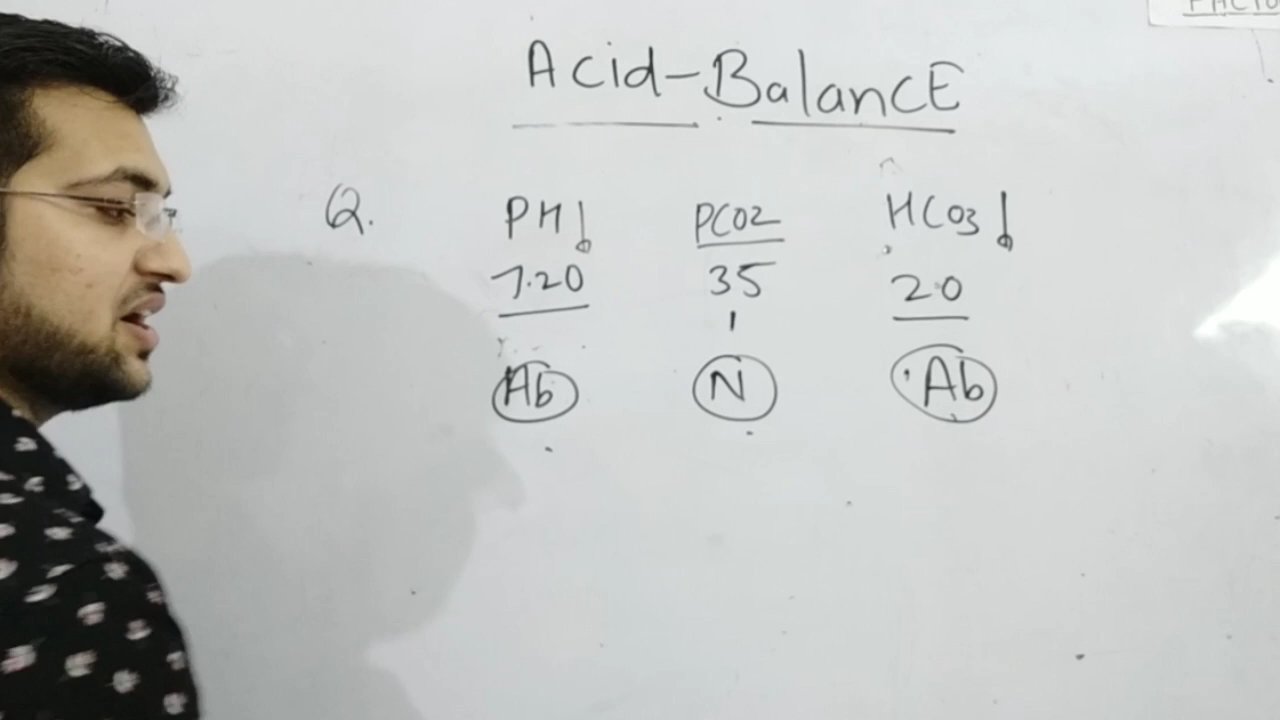 Acid-BalancE
Q. PH↓ PCO2 HCO3↓
7.20 35 20
Ab N Ab